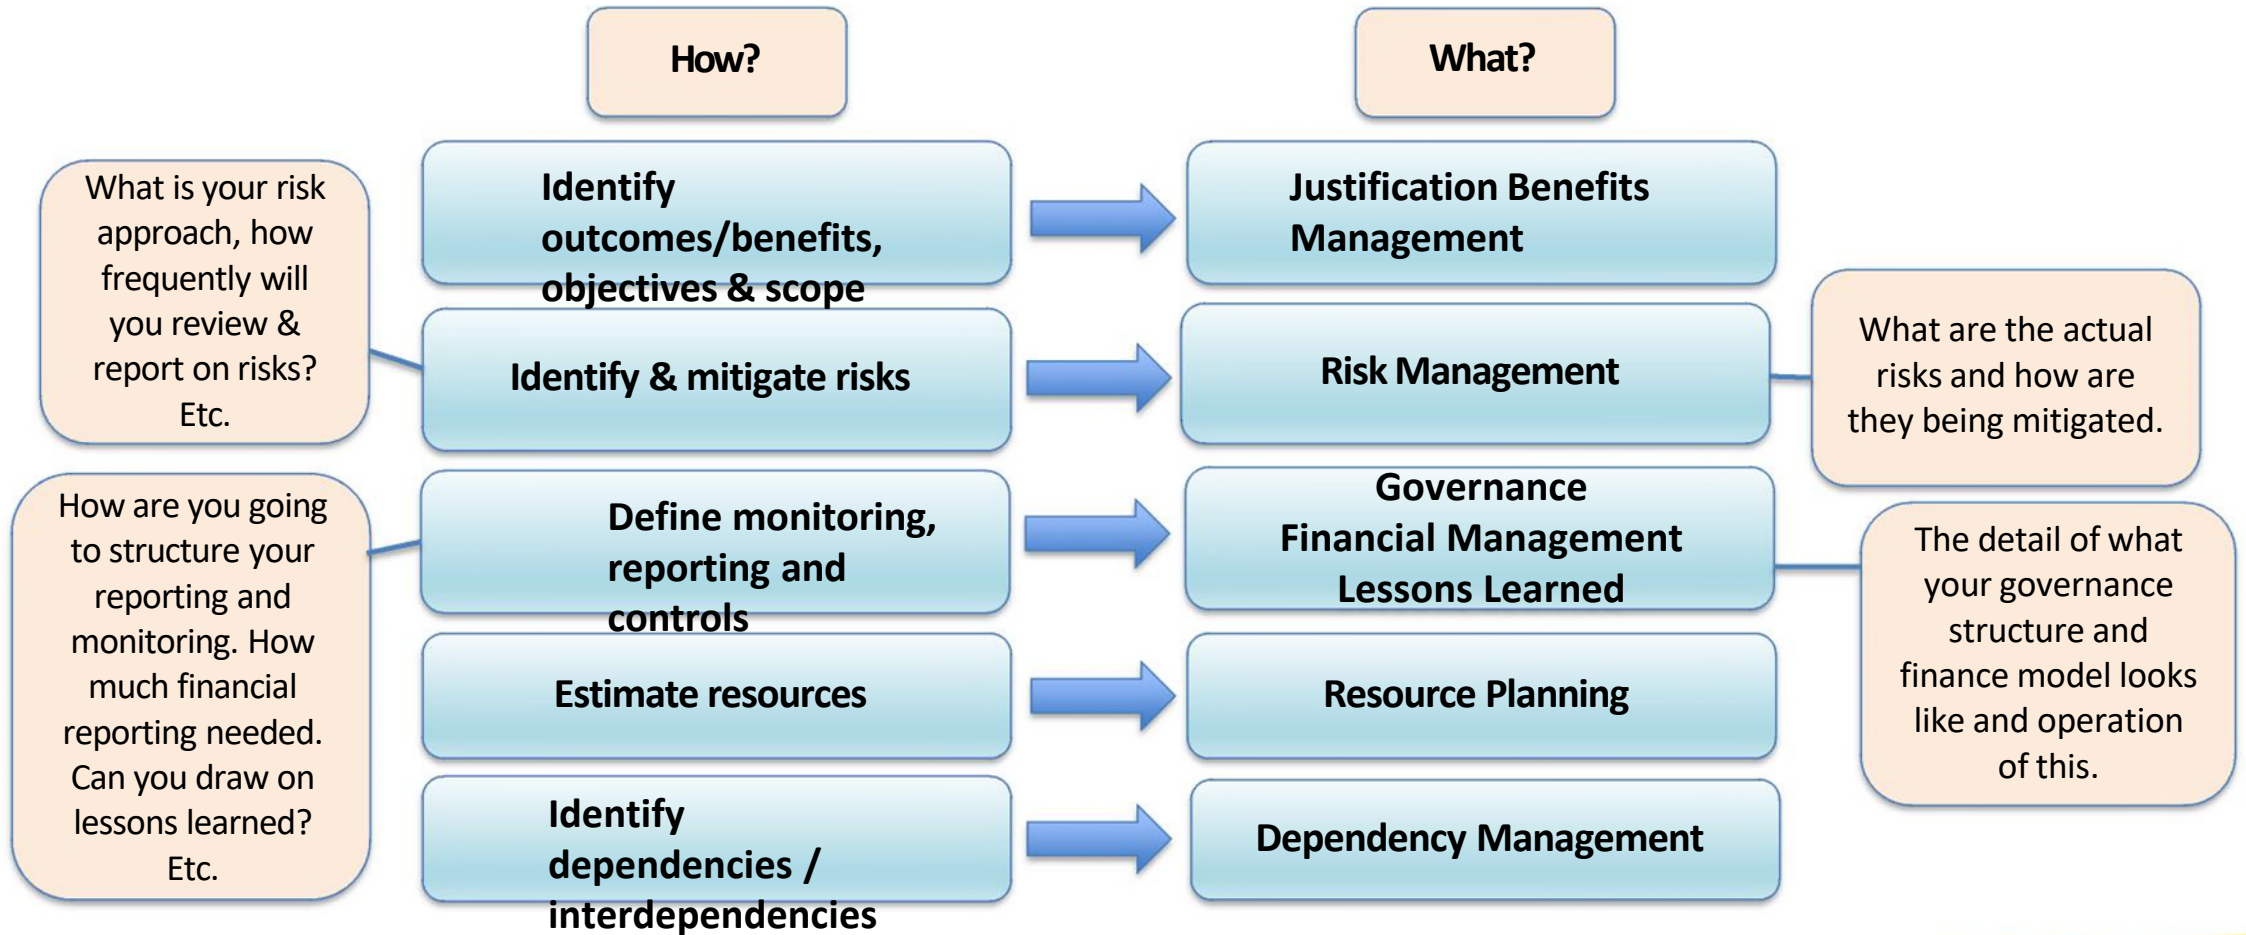 How?
What?
What is your risk
approach, how
frequently will
you review &
report on risks?
Etc.
Identify
outcomes/benefits,
objectives & scope
Justification Benefits
Management
Identify & mitigate risks
Risk Management
What are the actual
risks and how are
they being mitigated.
How are you going
to structure your
reporting and
monitoring. How
much financial
reporting needed.
Can you draw on
lessons learned?
Etc.
Define monitoring,
reporting and
controls
Governance
Financial Management
Lessons Learned
The detail of what
your governance
structure and
finance model looks
like and operation
of this.
Estimate resources
Resource Planning
Identify
dependencies /
interdependencies
Dependency Management